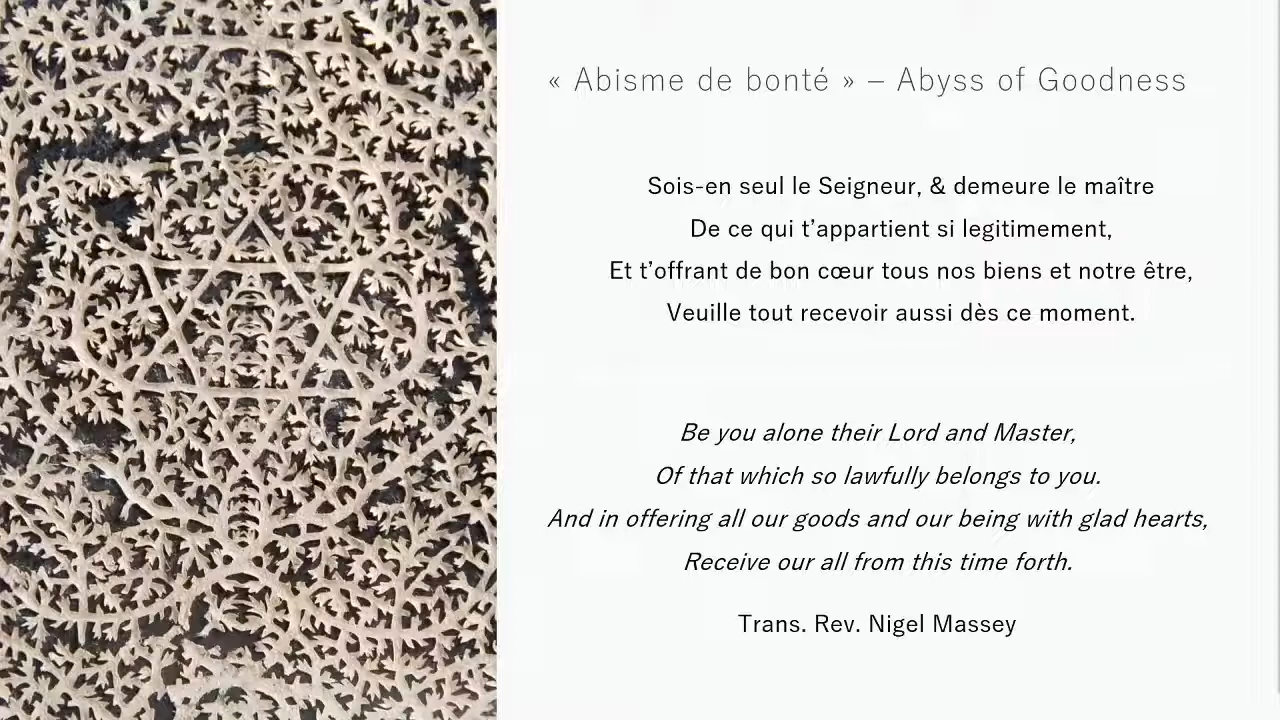 « Abisme de bonté » – Abyss of Goodness
Sois-en seul le Seigneur, & demeure le maître
De ce qui t’appartient si legitimement,
Et t’offrant de bon cœur tous nos biens et notre être,
Veuille tout recevoir aussi dès ce moment.
Be you alone their Lord and Master,
Of that which so lawfully belongs to you.
And in offering all our goods and our being with glad hearts,
Receive our all from this time forth.
Trans. Rev. Nigel Massey